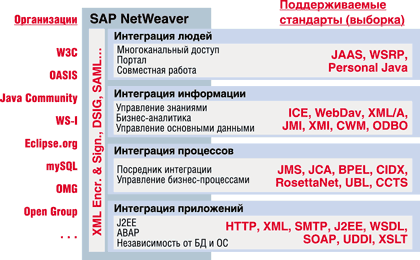 Организации
SAP NetWeaver
Поддерживаемые
стандарты (выборка)
W3C
OASIS
Java Community
WS-I
Eclipse.org
mySQL
OMG
Open Group
. . .
XML Encr. & Sign., DSIG, SAML...
Интеграция людей
Многоканальный доступ
Портал
Совместная работа
JAAS, WSRP,
Personal Java
Интеграция информации
Управление знаниями
Бизнес-аналитика
Управление основными данными
ICE, WebDav, XML/A,
JMI, XMI, CWM, ODBO
Интеграция процессов
Посредник интеграции
Управление бизнес-процессами
JMS, JCA, BPEL, CIDX,
RosettaNet, UBL, CCTS
Интеграция приложений
J2EE
ABAP
Независимость от БД и ОС
HTTP, XML, SMTP, J2EE, WSDL,
SOAP, UDDI, XSLT